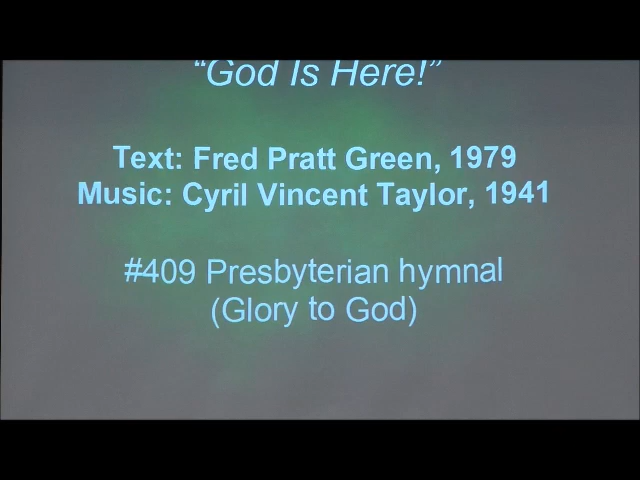 “God Is Here!”
Text: Fred Pratt Green, 1979
Music: Cyril Vincent Taylor, 1941
#409 Presbyterian hymnal
(Glory to God)